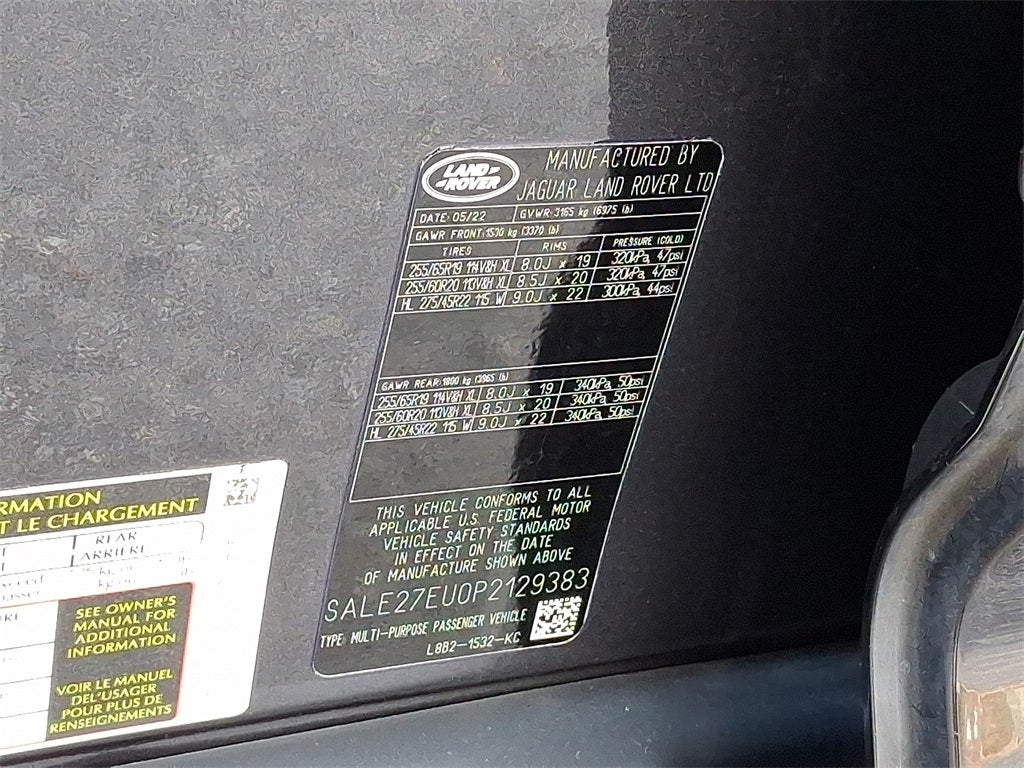 LAND-
-ROVER
MANUFACTURED BY
JAGUAR LAND ROVER LTD
DATE: 05/22 GVWR: 3165 kg (6975 lb)
GAWR FRONT: 1530 kg (3370 lb)
TIRES RIMS PRESSURE (COLD)
255/65R19 114V&H XL 8.0J x 19 320kPa, 47psi
255/60R20 113V&H XL 8.5J x 20 320kPa, 47psi
HL 275/45R22 115 W 9.0J x 22 300kPa, 44psi
GAWR REAR: 1800 kg (3965 lb)
255/65R19 114V&H XL 8.0J x 19 340kPa, 50psi
255/60R20 113V&H XL 8.5J x 20 340kPa, 50psi
HL 275/45R22 115 W 9.0J x 22 340kPa, 50psi
THIS VEHICLE CONFORMS TO ALL
APPLICABLE U.S. FEDERAL MOTOR
VEHICLE SAFETY STANDARDS
IN EFFECT ON THE DATE
OF MANUFACTURE SHOWN ABOVE
SALE27EU0P2129383
TYPE: MULTI-PURPOSE PASSENGER VEHICLE
L8B2-1532-KC
RMATION
T LE CHARGEMENT
REAR
ARRIÈRE
SEE OWNER'S
MANUAL FOR
ADDITIONAL
INFORMATION
VOIR LE MANUEL
DEL'USAGER
POUR PLUS DE
RENSEIGNEMENTS